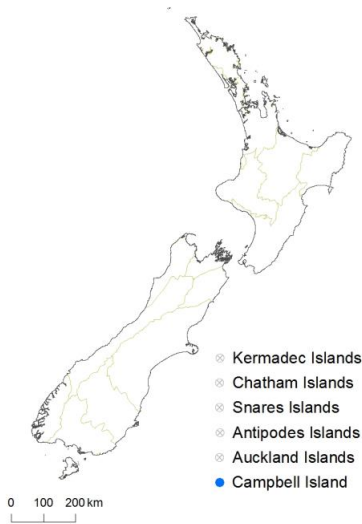 Kermadec Islands
Chatham Islands
Snares Islands
Antipodes Islands
Auckland Islands
Campbell Island
0 100 200 km